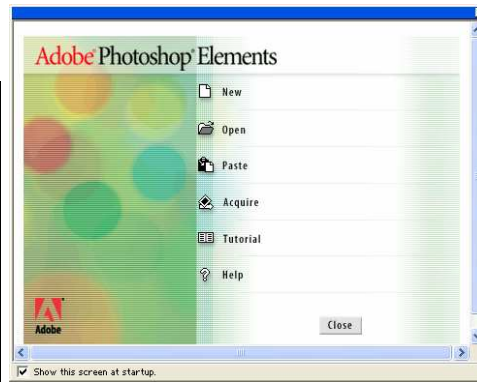 Adobe® Photoshop® Elements
New
Open
Paste
Acquire
Tutorial
Help
Adobe
Close
Show this screen at startup.